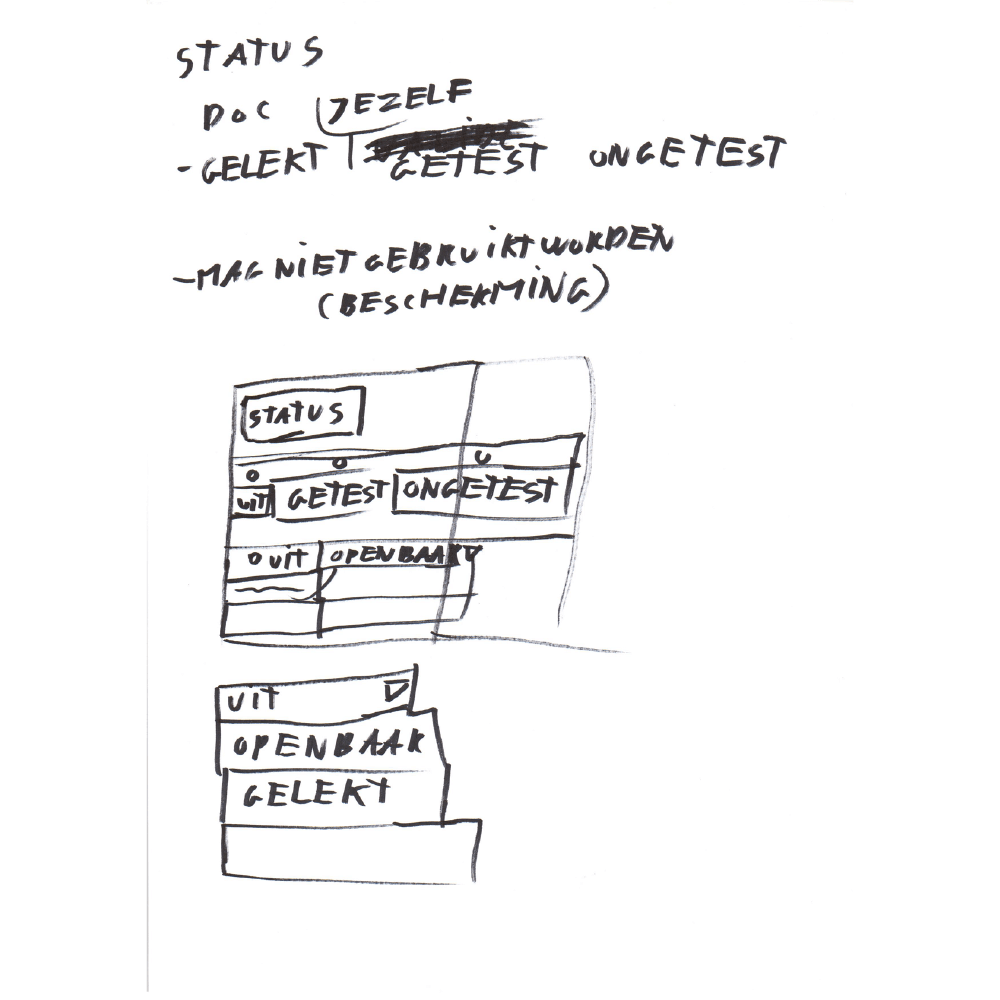 STATUS
DOC JEZELF
-GELEKT GETEST ONGETEST
-MAG NIET GEBRUIKT WORDEN
(BESCHERMING)
STATUS
UIT GETEST ONGETEST
UIT OPENBAAR
UIT
OPENBAAR
GELEKT